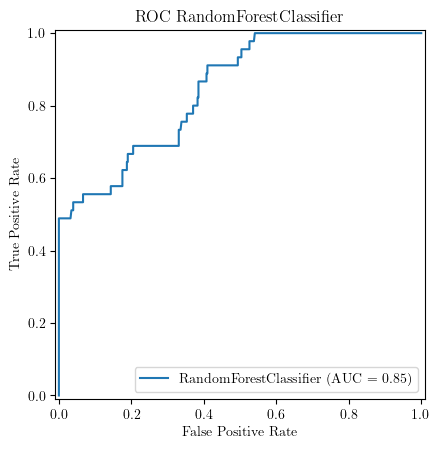 ROC RandomForestClassifier
1.0
0.8
0.6
0.4
0.2
0.0
True Positive Rate
RandomForestClassifier (AUC = 0.85)
0.0 0.2 0.4 0.6 0.8 1.0
False Positive Rate